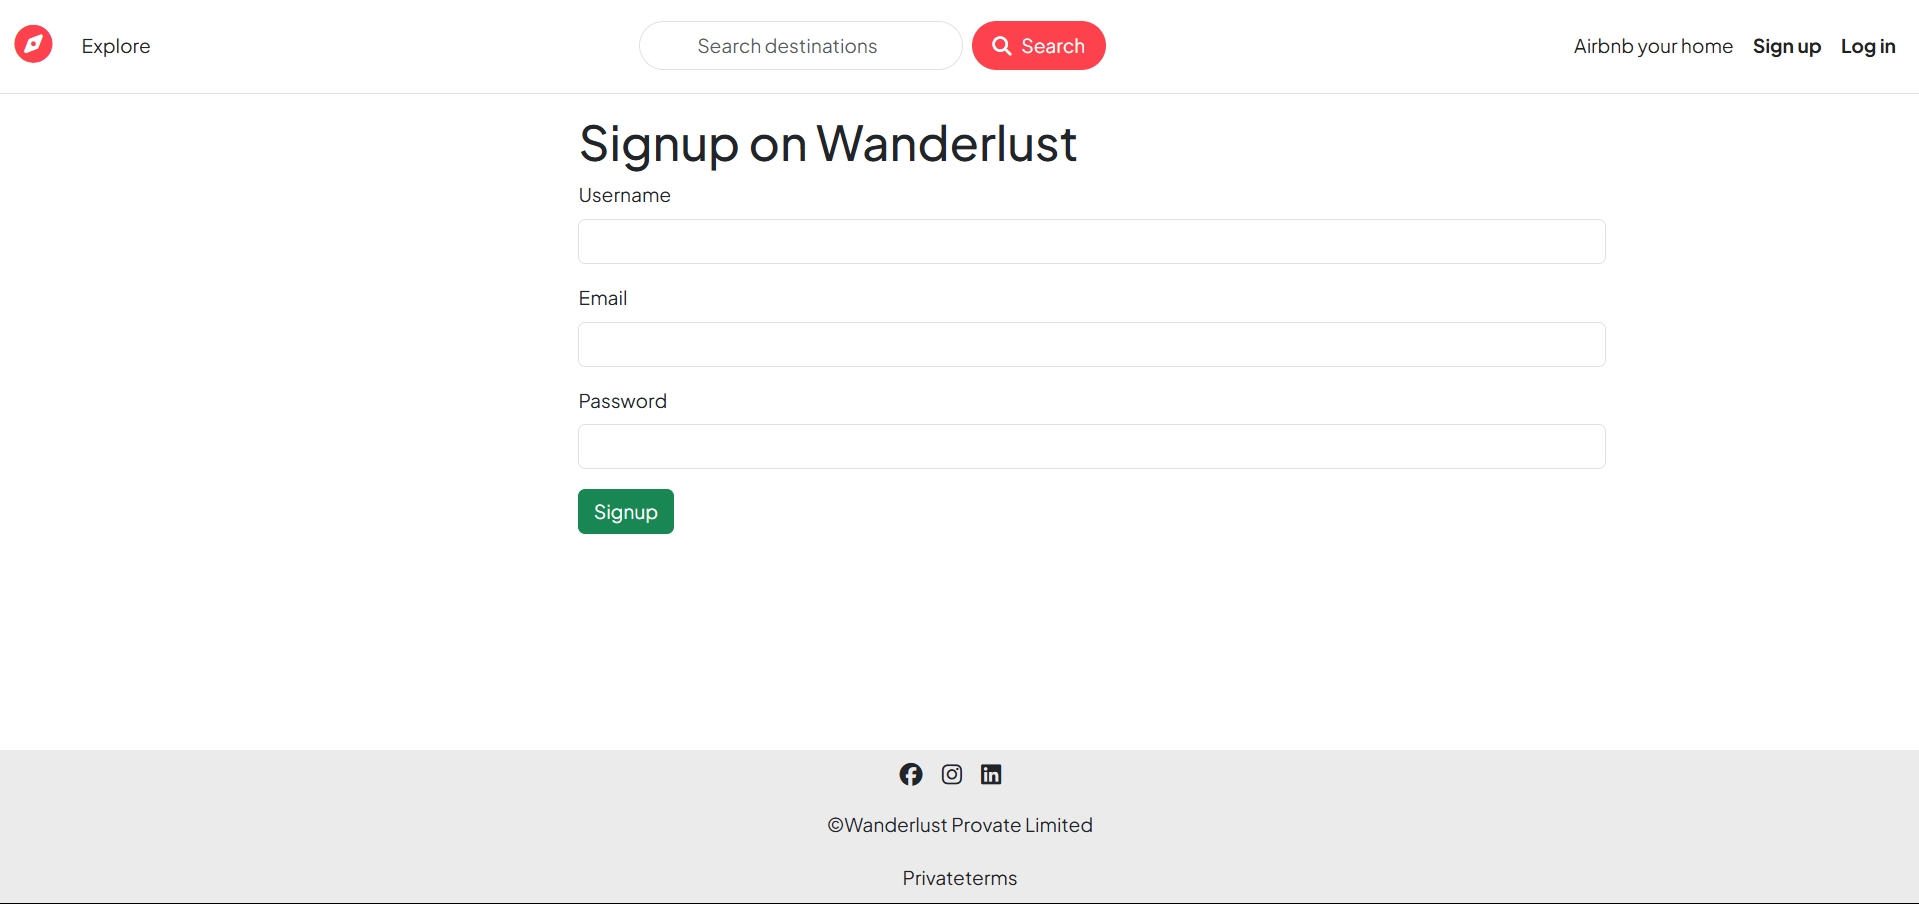 Explore
Search destinations
Search
Airbnb your home
Sign up
Log in
Signup on Wanderlust
Username
Email
Password
Signup
©Wanderlust Provate Limited
Privateterms